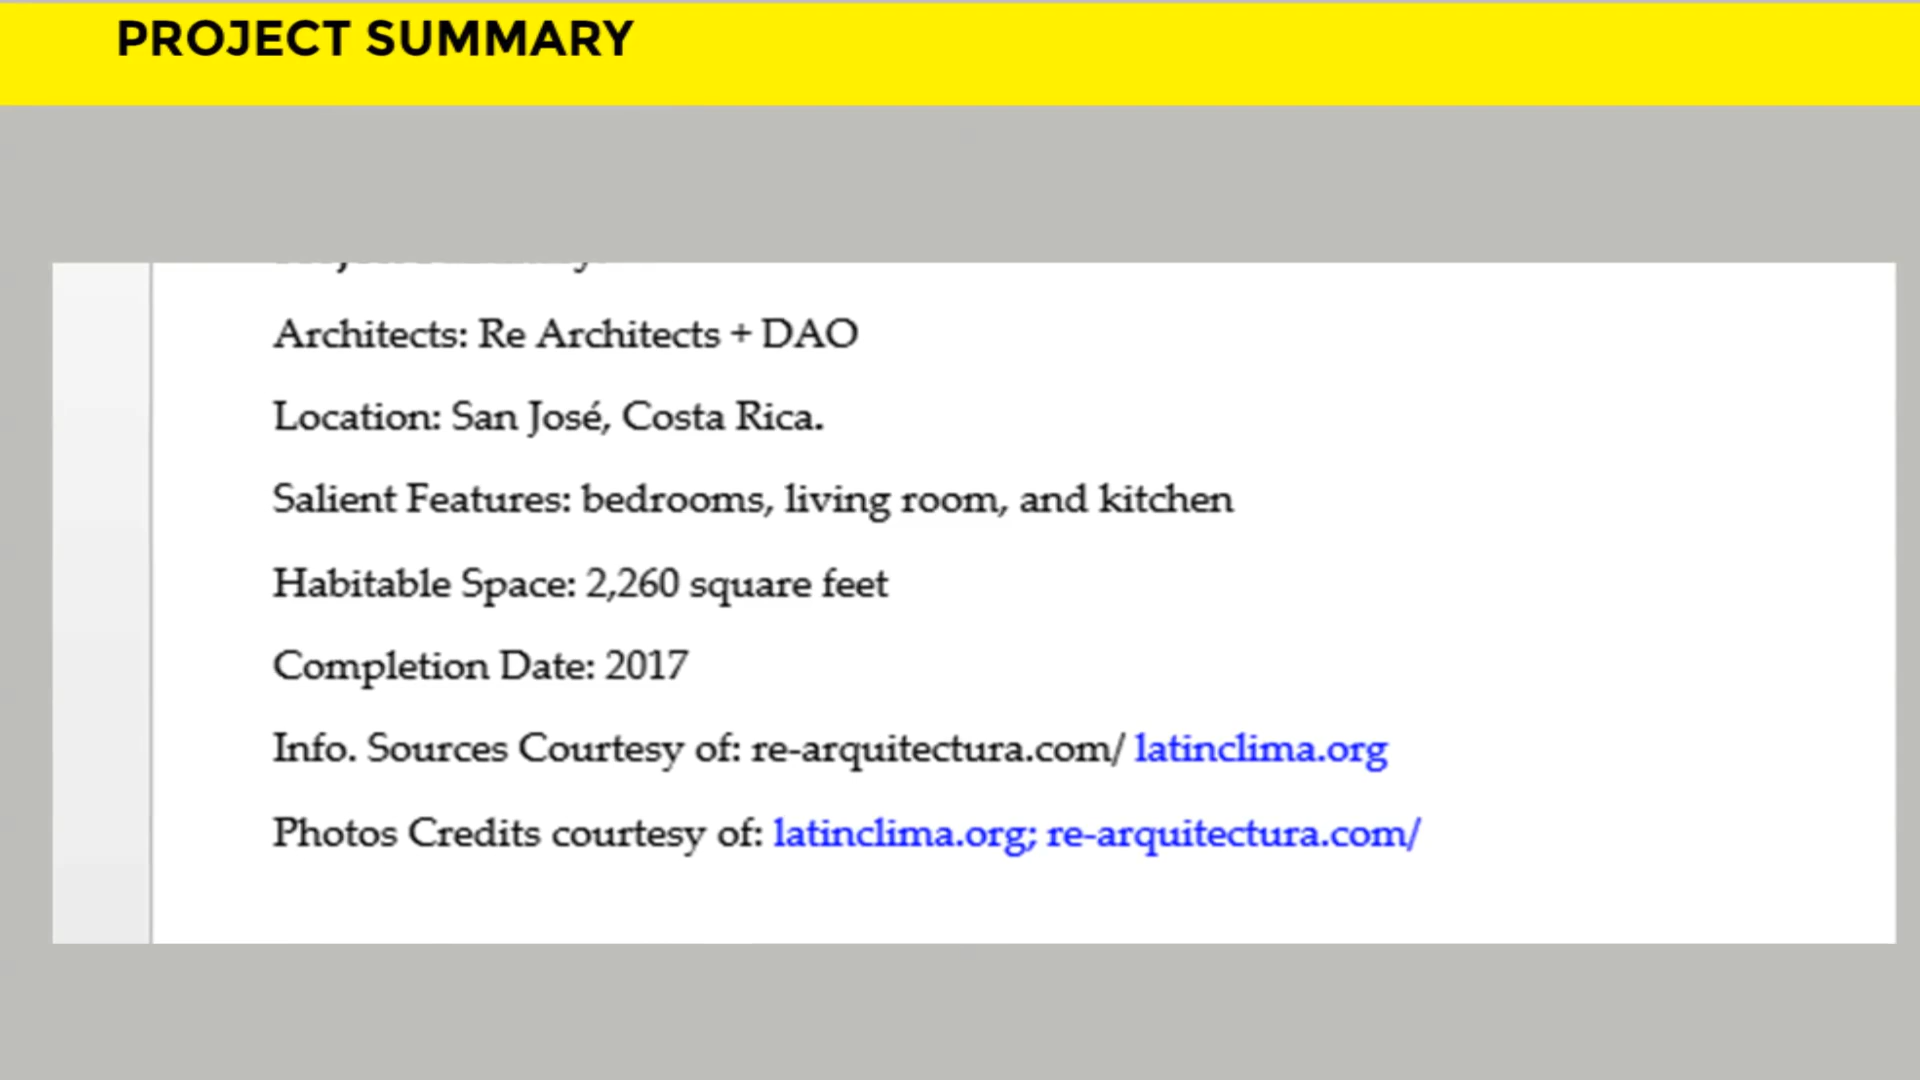 PROJECT SUMMARY
Architects: Re Architects + DAO
Location: San José, Costa Rica.
Salient Features: bedrooms, living room, and kitchen
Habitable Space: 2,260 square feet
Completion Date: 2017
Info. Sources Courtesy of: re-arquitectura.com/ latinclima.org
Photos Credits courtesy of: latinclima.org; re-arquitectura.com/